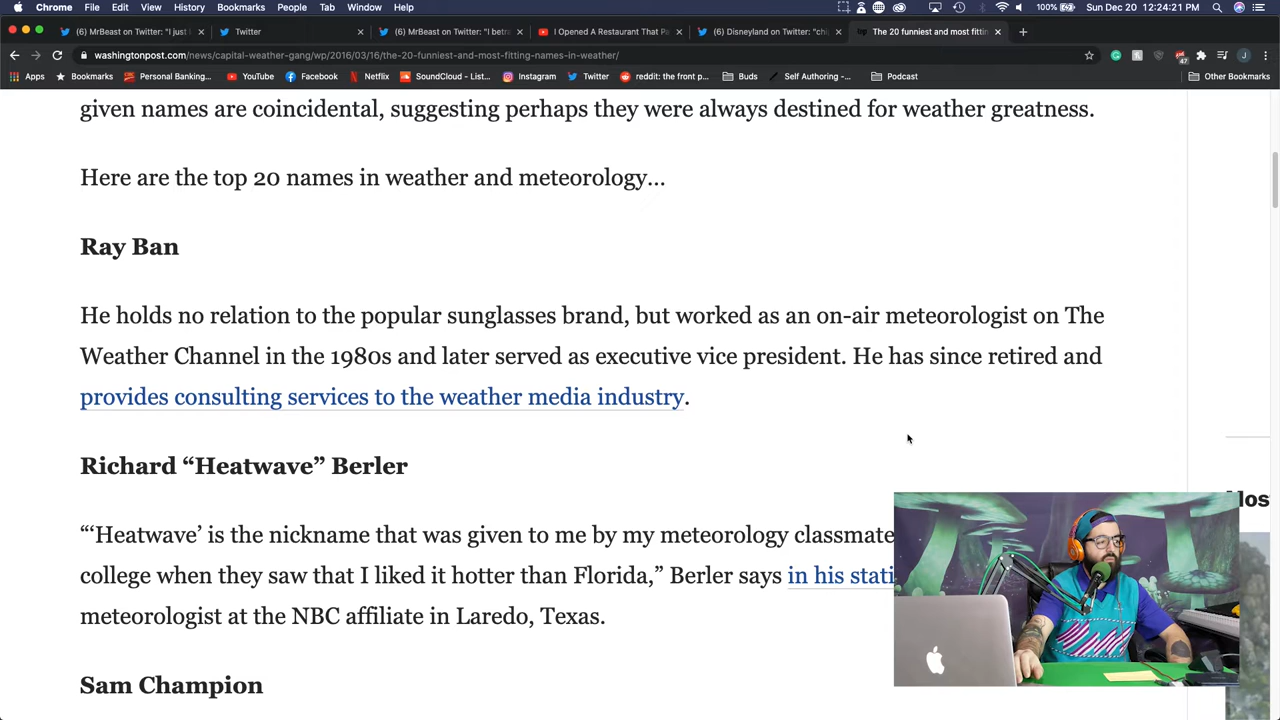 Chrome File Edit View History Bookmarks People Tab Window Help 100% Sun Dec 20 12:24:21 PM
(6) MrBeast on Twitter: "I just l Twitter (6) MrBeast on Twitter: "I betr I Opened A Restaurant That Pa (6) Disneyland on Twitter: "chi The 20 funniest and most fittin
washingtonpost.com/news/capital-weather-gang/wp/2016/03/16/the-20-funniest-and-most-fitting-names-in-weather/ 47 J
Apps Bookmarks Personal Banking... YouTube Facebook Netflix SoundCloud - List... Instagram Twitter reddit: the front p... Buds Self Authoring -... Podcast Other Bookmarks
given names are coincidental, suggesting perhaps they were always destined for weather greatness.
Here are the top 20 names in weather and meteorology…
Ray Ban
He holds no relation to the popular sunglasses brand, but worked as an on-air meteorologist on The
Weather Channel in the 1980s and later served as executive vice president. He has since retired and
provides consulting services to the weather media industry.
Richard “Heatwave” Berler
“‘Heatwave’ is the nickname that was given to me by my meteorology classmate
college when they saw that I liked it hotter than Florida,” Berler says in his stati
meteorologist at the NBC affiliate in Laredo, Texas.
Sam Champion